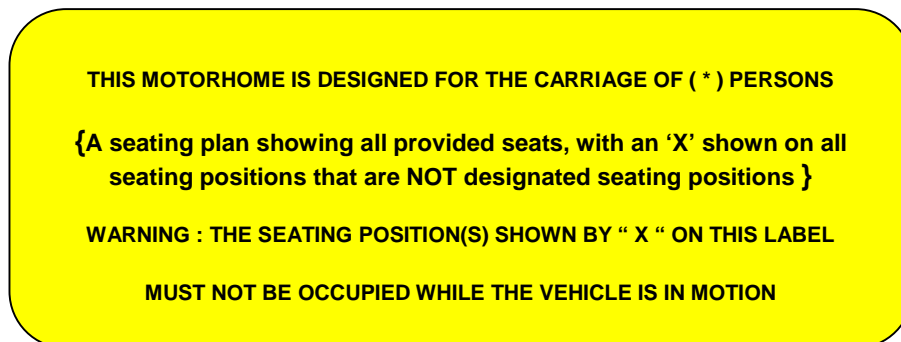 THIS MOTORHOME IS DESIGNED FOR THE CARRIAGE OF ( * ) PERSONS
{A seating plan showing all provided seats, with an ‘X’ shown on all
seating positions that are NOT designated seating positions }
WARNING : THE SEATING POSITION(S) SHOWN BY “ X “ ON THIS LABEL
MUST NOT BE OCCUPIED WHILE THE VEHICLE IS IN MOTION